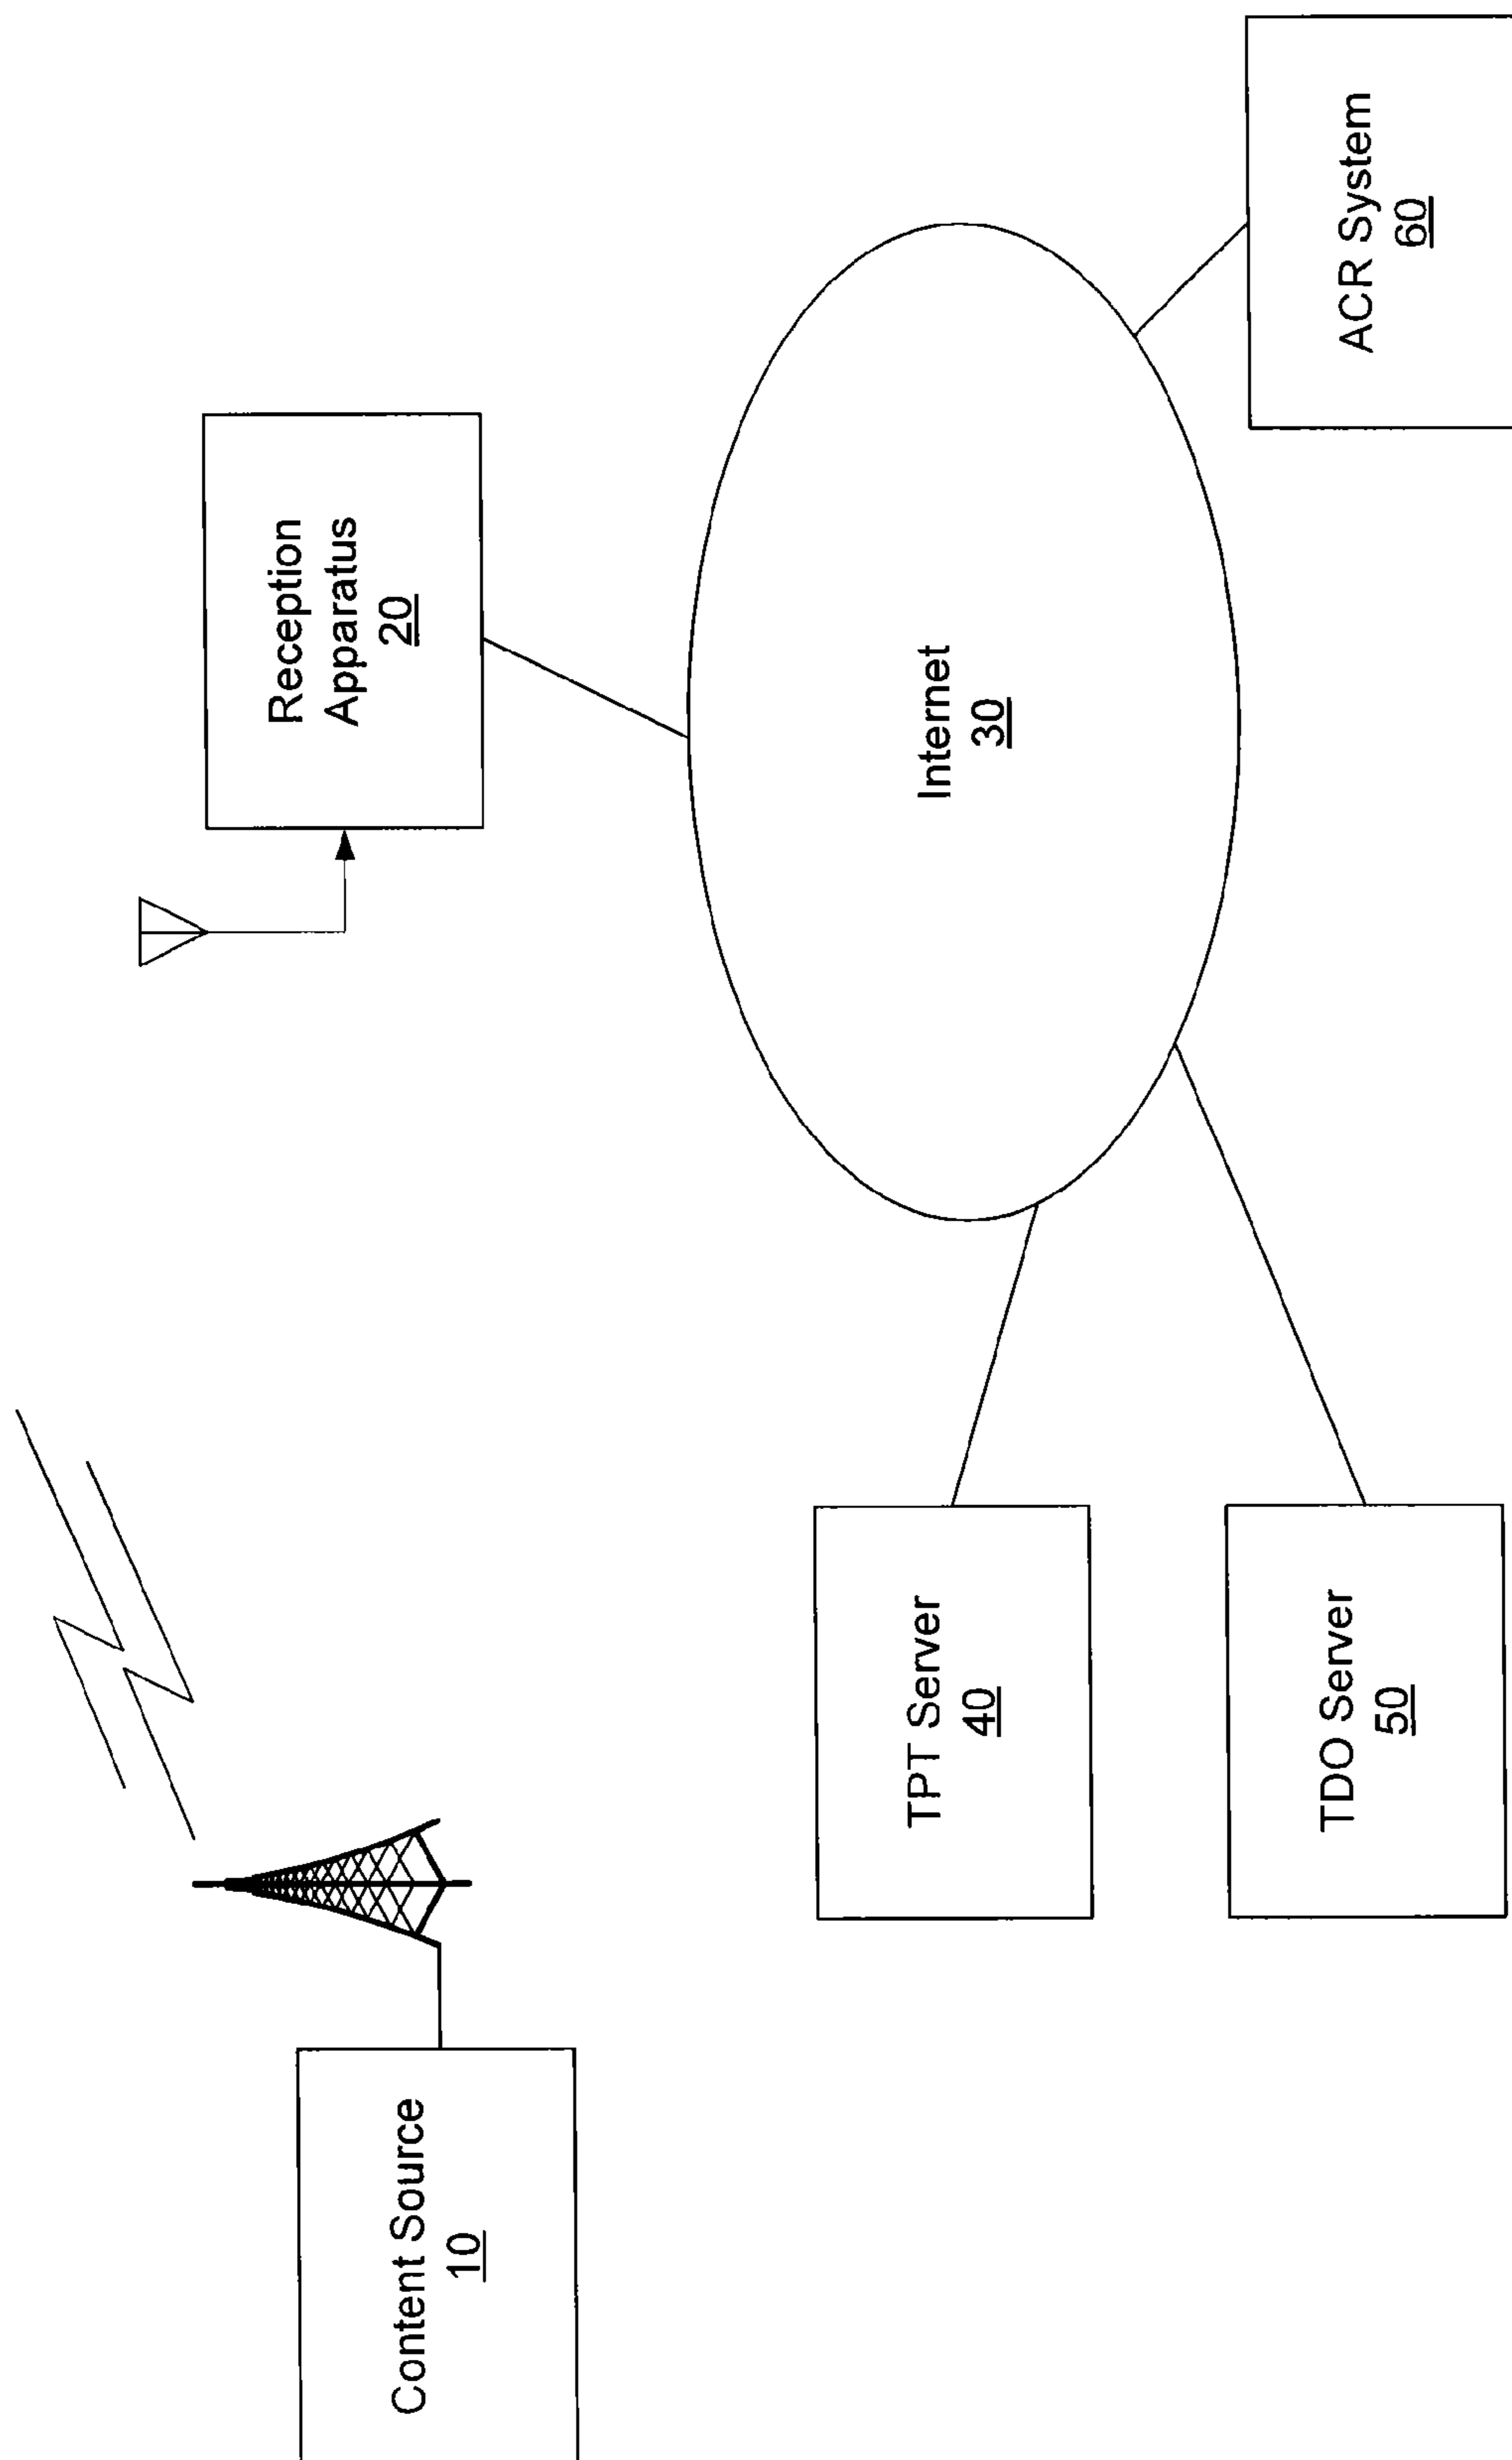 Content Source
10
Reception
Apparatus
20
Internet
30
TPT Server
40
TDO Server
50
ACR System
60